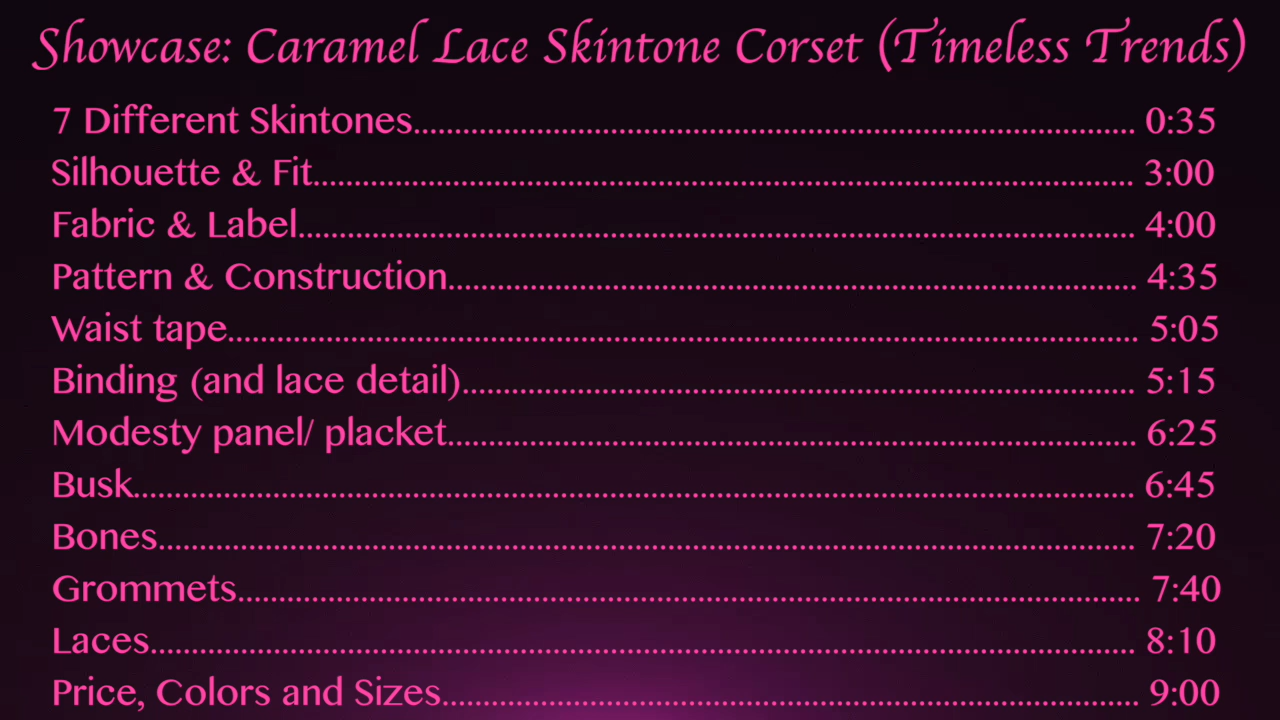 Showcase: Caramel Lace Skintone Corset (Timeless Trends)
7 Different Skintones........................................................................................ 0:35
Silhouette & Fit.................................................................................................... 3:00
Fabric & Label...................................................................................................... 4:00
Pattern & Construction.................................................................................... 4:35
Waist tape............................................................................................................... 5:05
Binding (and lace detail).................................................................................. 5:15
Modesty panel/ placket.................................................................................... 6:25
Busk.......................................................................................................................... 6:45
Bones....................................................................................................................... 7:20
Grommets.............................................................................................................. 7:40
Laces........................................................................................................................ 8:10
Price, Colors and Sizes..................................................................................... 9:00